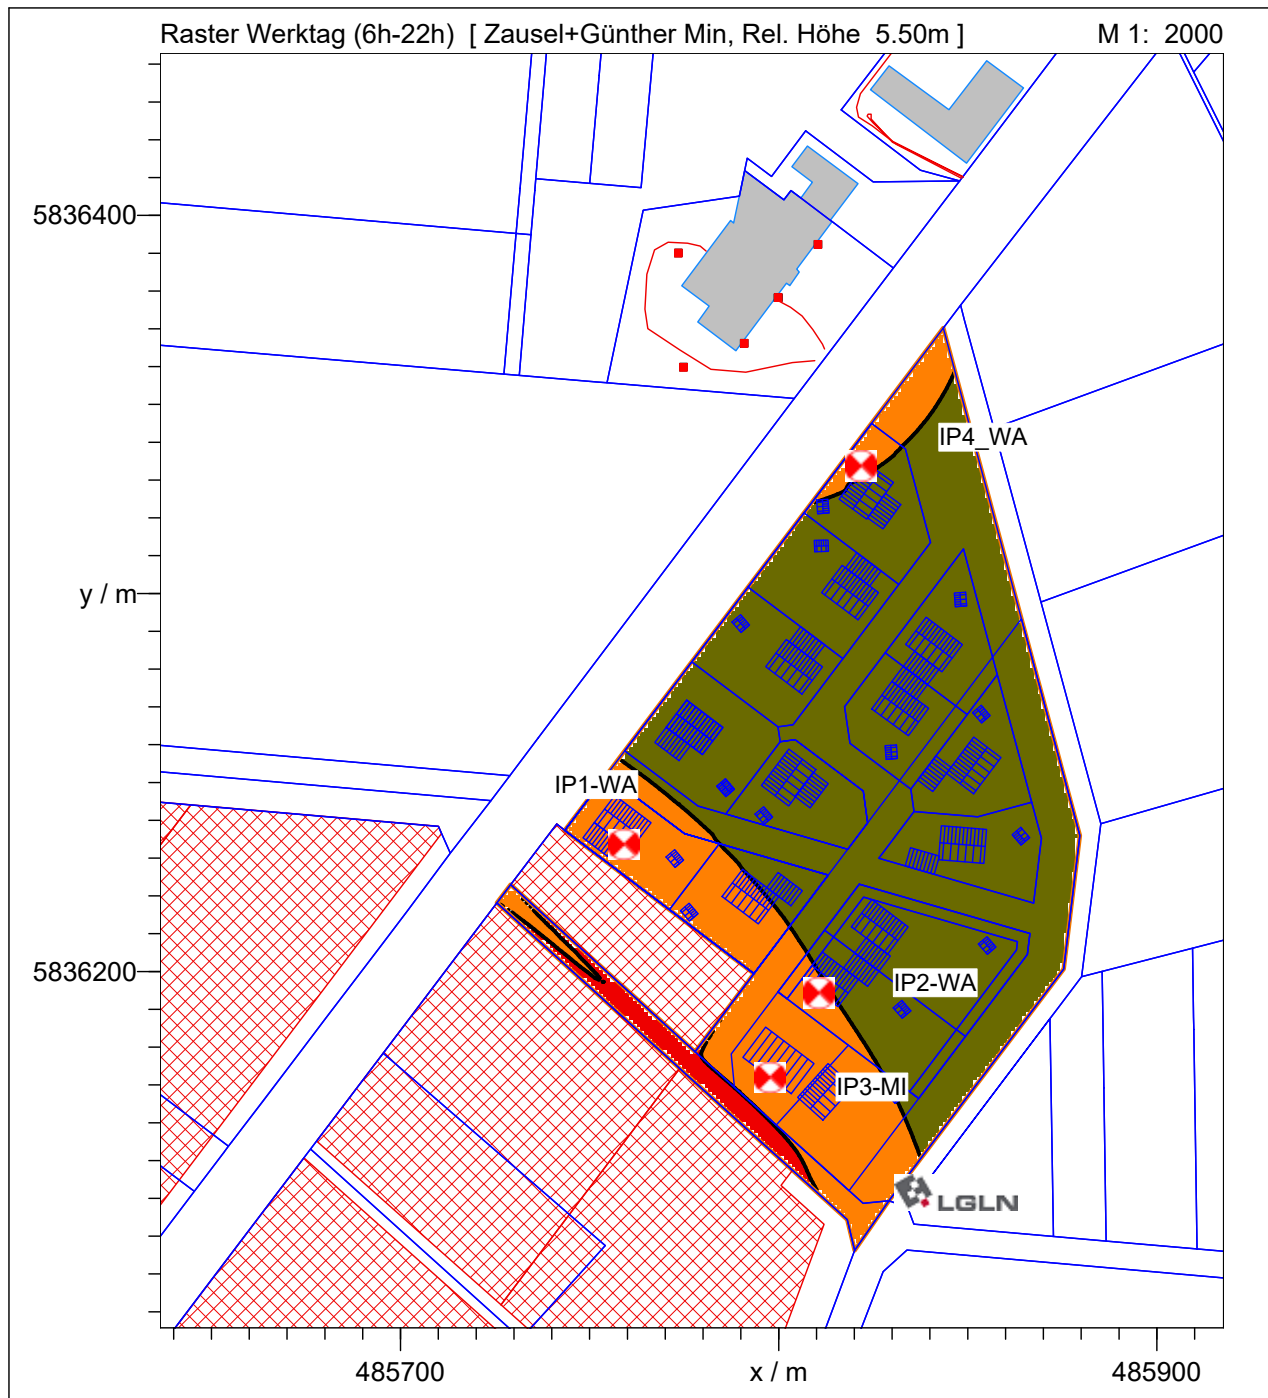 Raster Werktag (6h-22h) [ Zausel+Günther Min, Rel. Höhe 5.50m ] M 1: 2000
5836400
IP4_WA
y / m
IP1-WA
5836200
IP2-WA
IP3-MI
LGLN
485700 x / m 485900